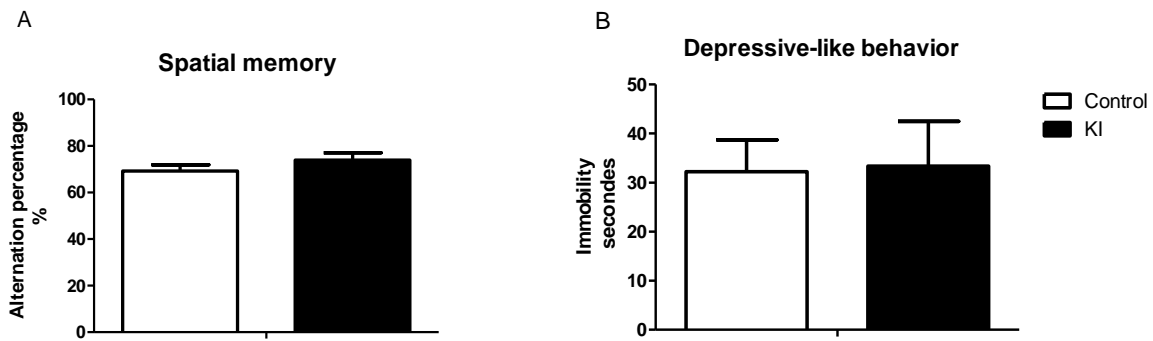 A
Spatial memory
Alternation percentage
%
100
80
60
40
20
0
B
Depressive-like behavior
Immobility
secondes
50
40
30
20
10
0
Control
KI